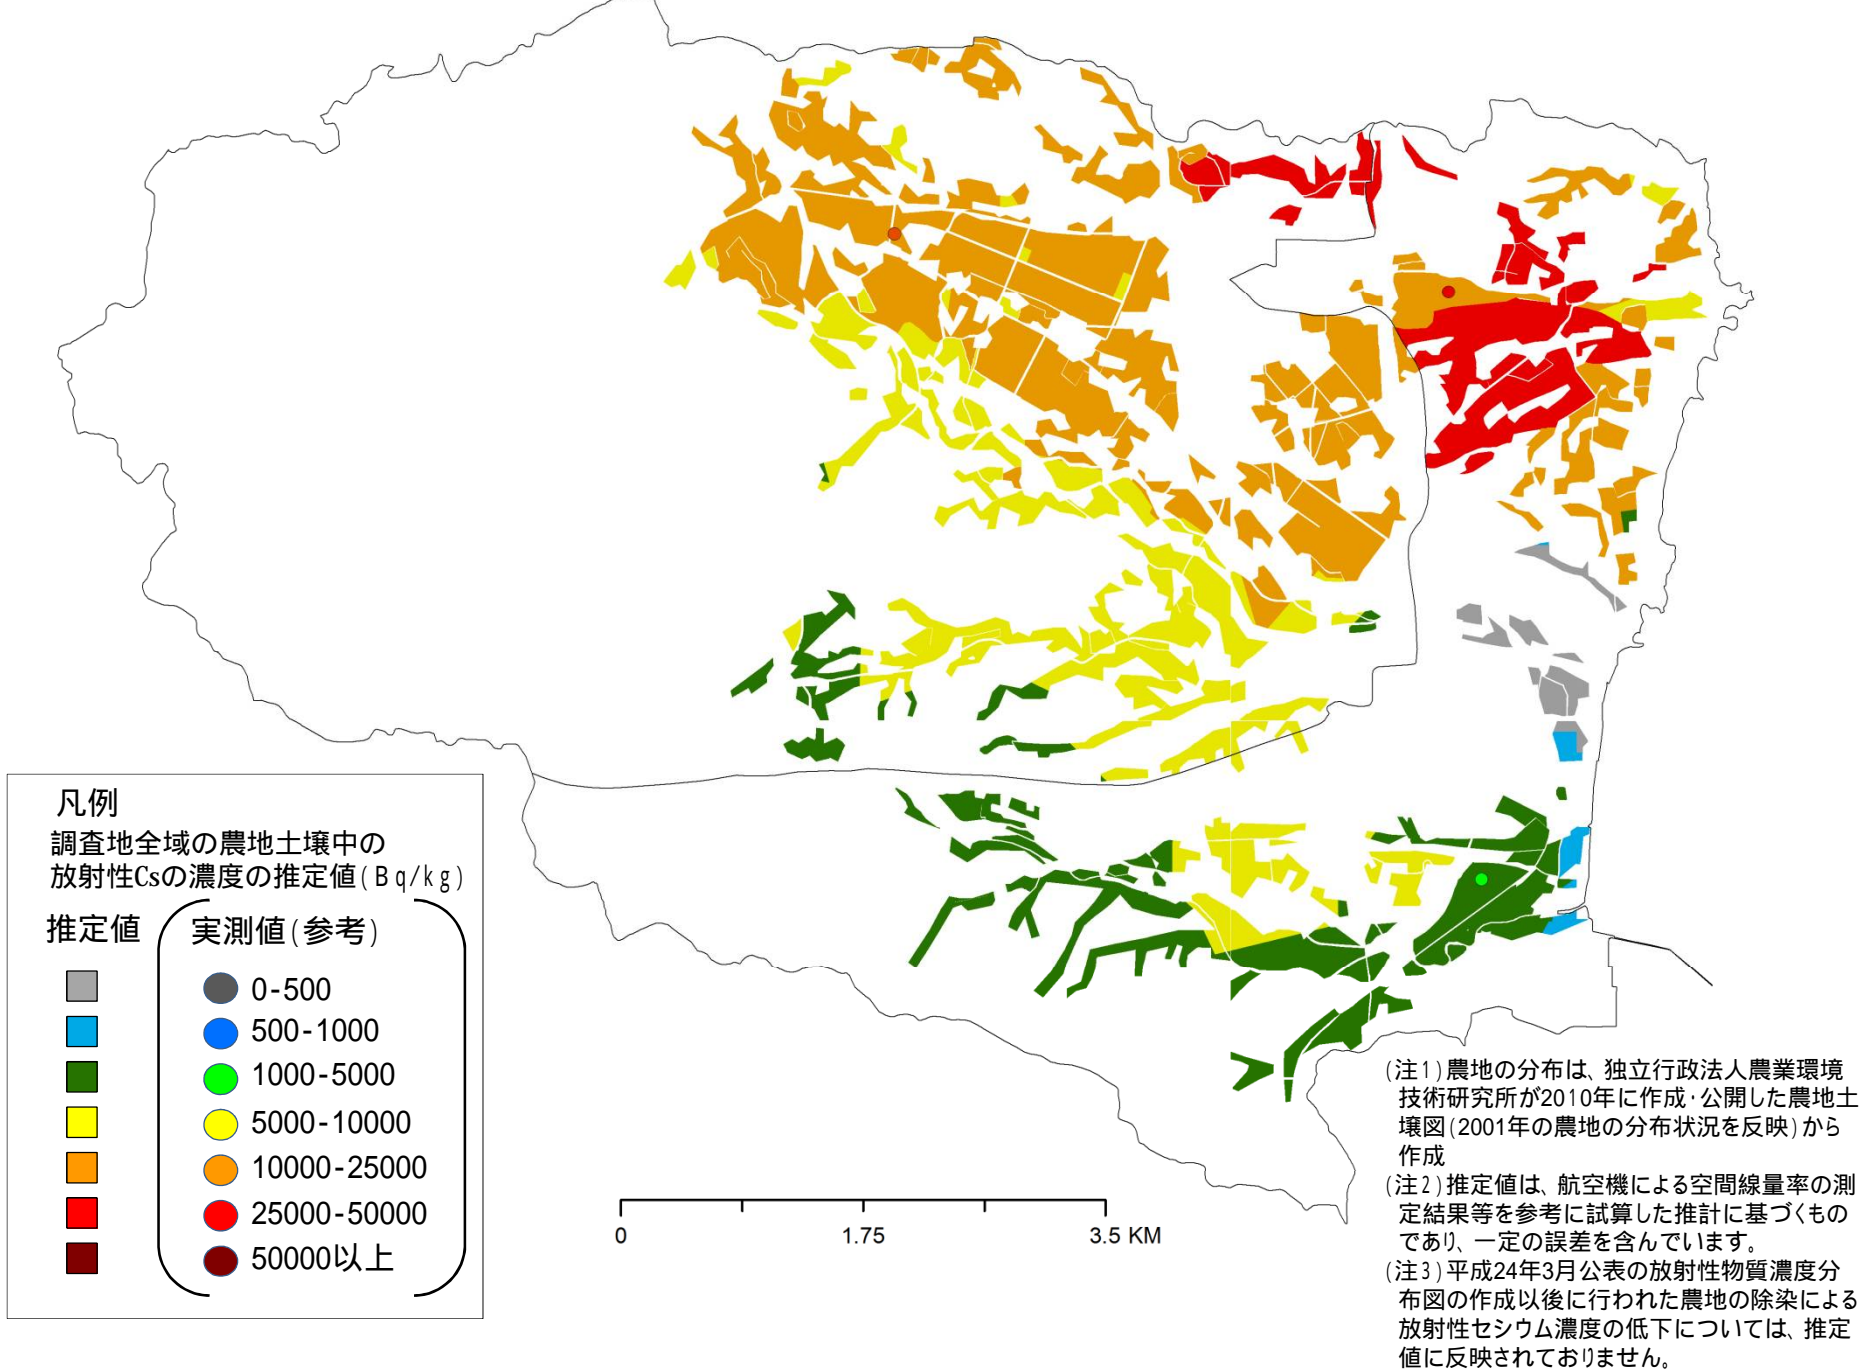 凡例
調査地全域の農地土壌中の
放射性Csの濃度の推定値(Bq/kg)
推定値
実測値(参考)
0-500
500-1000
1000-5000
5000-10000
10000-25000
25000-50000
50000以上
0 1.75 3.5 KM
(注1)農地の分布は、独立行政法人農業環境
技術研究所が2010年に作成・公開した農地土
壌図(2001年の農地の分布状況を反映)から
作成
(注2)推定値は、航空機による空間線量率の測
定結果等を参考に試算した推計に基づくもの
であり、一定の誤差を含んでいます。
(注3)平成24年3月公表の放射性物質濃度分
布図の作成以後に行われた農地の除染による
放射性セシウム濃度の低下については、推定
値に反映されておりません。